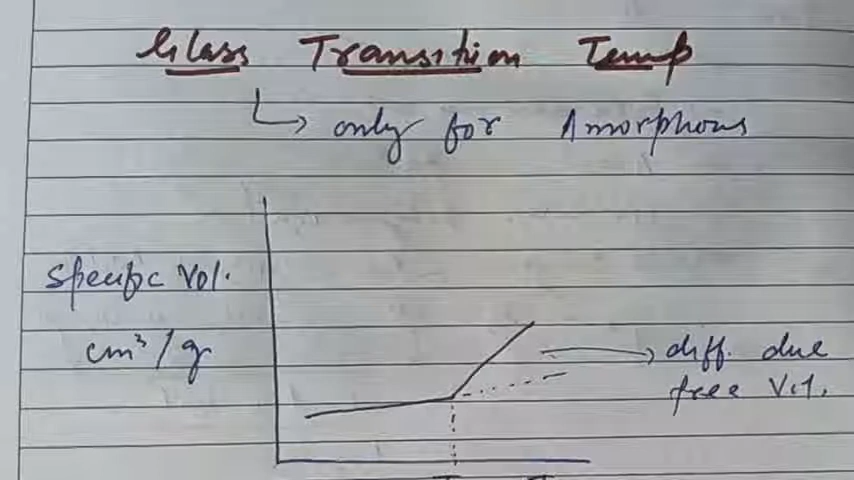 Glass Transition Temp
only for Amorphous
Specific Vol.
cm³/g
diff. due
free Vol.